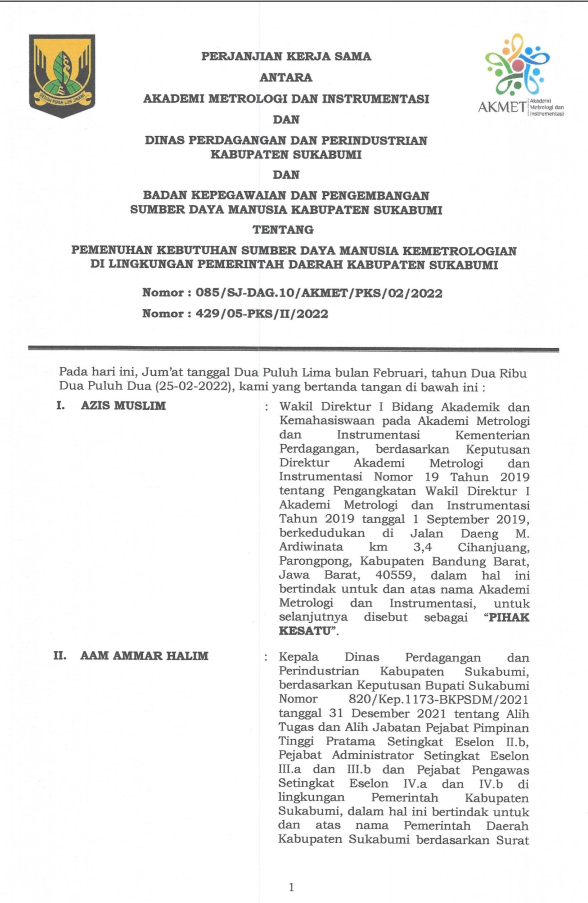 PERJANJIAN KERJA SAMA
ANTARA
AKADEMI METROLOGI DAN INSTRUMENTASI
DAN
DINAS PERDAGANGAN DAN PERINDUSTRIAN
KABUPATEN SUKABUMI
DAN
BADAN KEPEGAWAIAN DAN PENGEMBANGAN
SUMBER DAYA MANUSIA KABUPATEN SUKABUMI
TENTANG
PEMENUHAN KEBUTUHAN SUMBER DAYA MANUSIA KEMETROLOGIAN
DI LINGKUNGAN PEMERINTAH DAERAH KABUPATEN SUKABUMI
AKMET
Akademi
Metrologi dan
Instrumentasi
Nomor : 085/SJ-DAG.10/AKMET/PKS/02/2022
Nomor : 429/05-PKS/II/2022
Pada hari ini, Jum'at tanggal Dua Puluh Lima bulan Februari, tahun Dua Ribu
Dua Puluh Dua (25-02-2022), kami yang bertanda tangan di bawah ini :
I. AZIS MUSLIM : Wakil Direktur I Bidang Akademik dan
Kemahasiswaan pada Akademi Metrologi
dan Instrumentasi Kementerian
Perdagangan, berdasarkan Keputusan
Direktur Akademi Metrologi dan
Instrumentasi Nomor 19 Tahun 2019
tentang Pengangkatan Wakil Direktur I
Akademi Metrologi dan Instrumentasi
Tahun 2019 tanggal 1 September 2019,
berkedudukan di Jalan Daeng M.
Ardiwinata km 3,4 Cihanjuang,
Parongpong, Kabupaten Bandung Barat,
Jawa Barat, 40559, dalam hal ini
bertindak untuk dan atas nama Akademi
Metrologi dan Instrumentasi, untuk
selanjutnya disebut sebagai “PIHAK
KESATU”.
II. AAM AMMAR HALIM : Kepala Dinas Perdagangan dan
Perindustrian Kabupaten Sukabumi,
berdasarkan Keputusan Bupati Sukabumi
Nomor 820/Kep.1173-BKPSDM/2021
tanggal 31 Desember 2021 tentang Alih
Tugas dan Alih Jabatan Pejabat Pimpinan
Tinggi Pratama Setingkat Eselon II.b,
Pejabat Administrator Setingkat Eselon
III.a dan III.b dan Pejabat Pengawas
Setingkat Eselon IV.a dan IV.b di
lingkungan Pemerintah Kabupaten
Sukabumi, dalam hal ini bertindak untuk
dan atas nama Pemerintah Daerah
Kabupaten Sukabumi berdasarkan Surat
1